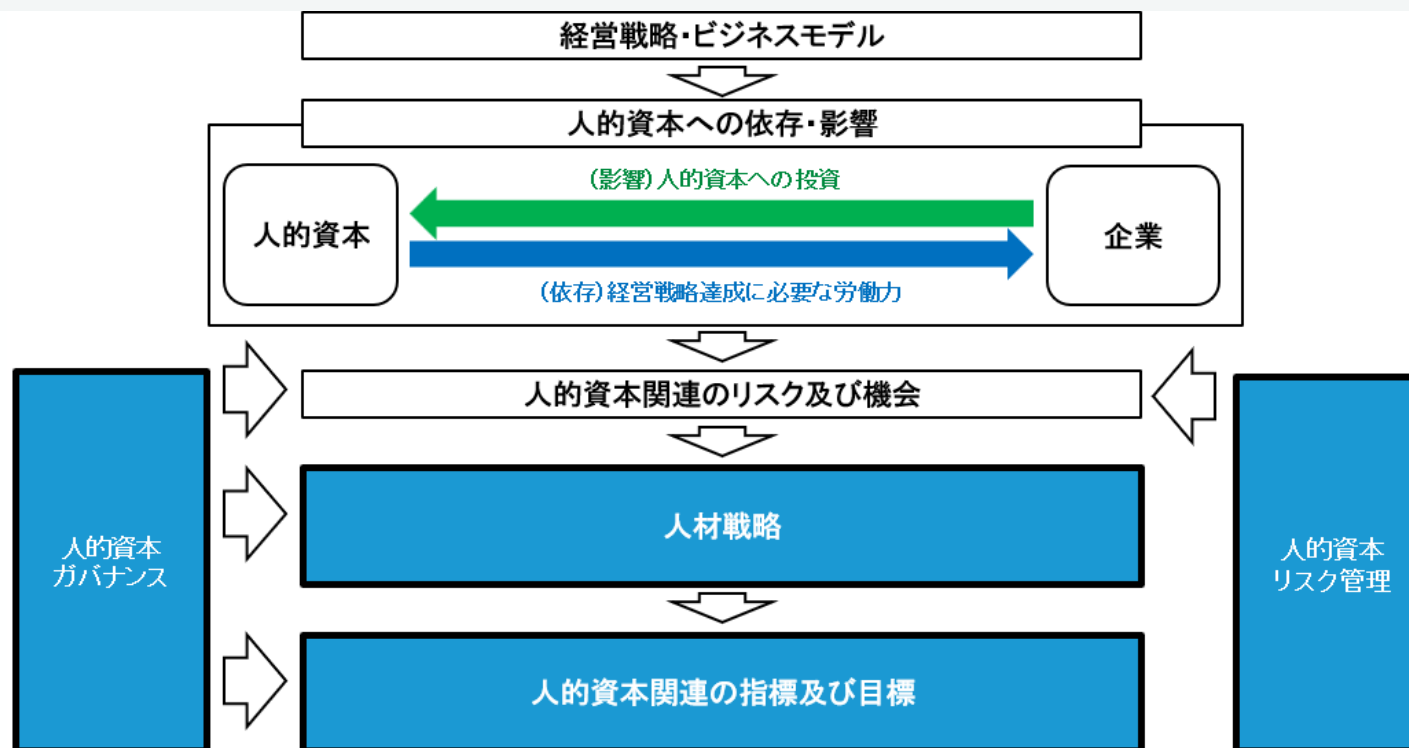 経営戦略・ビジネスモデル
人的資本への依存・影響
(影響)人的資本への投資
人的資本
企業
(依存)経営戦略達成に必要な労働力
人的資本関連のリスク及び機会
人材戦略
人的資本
ガバナンス
人的資本
リスク管理
人的資本関連の指標及び目標